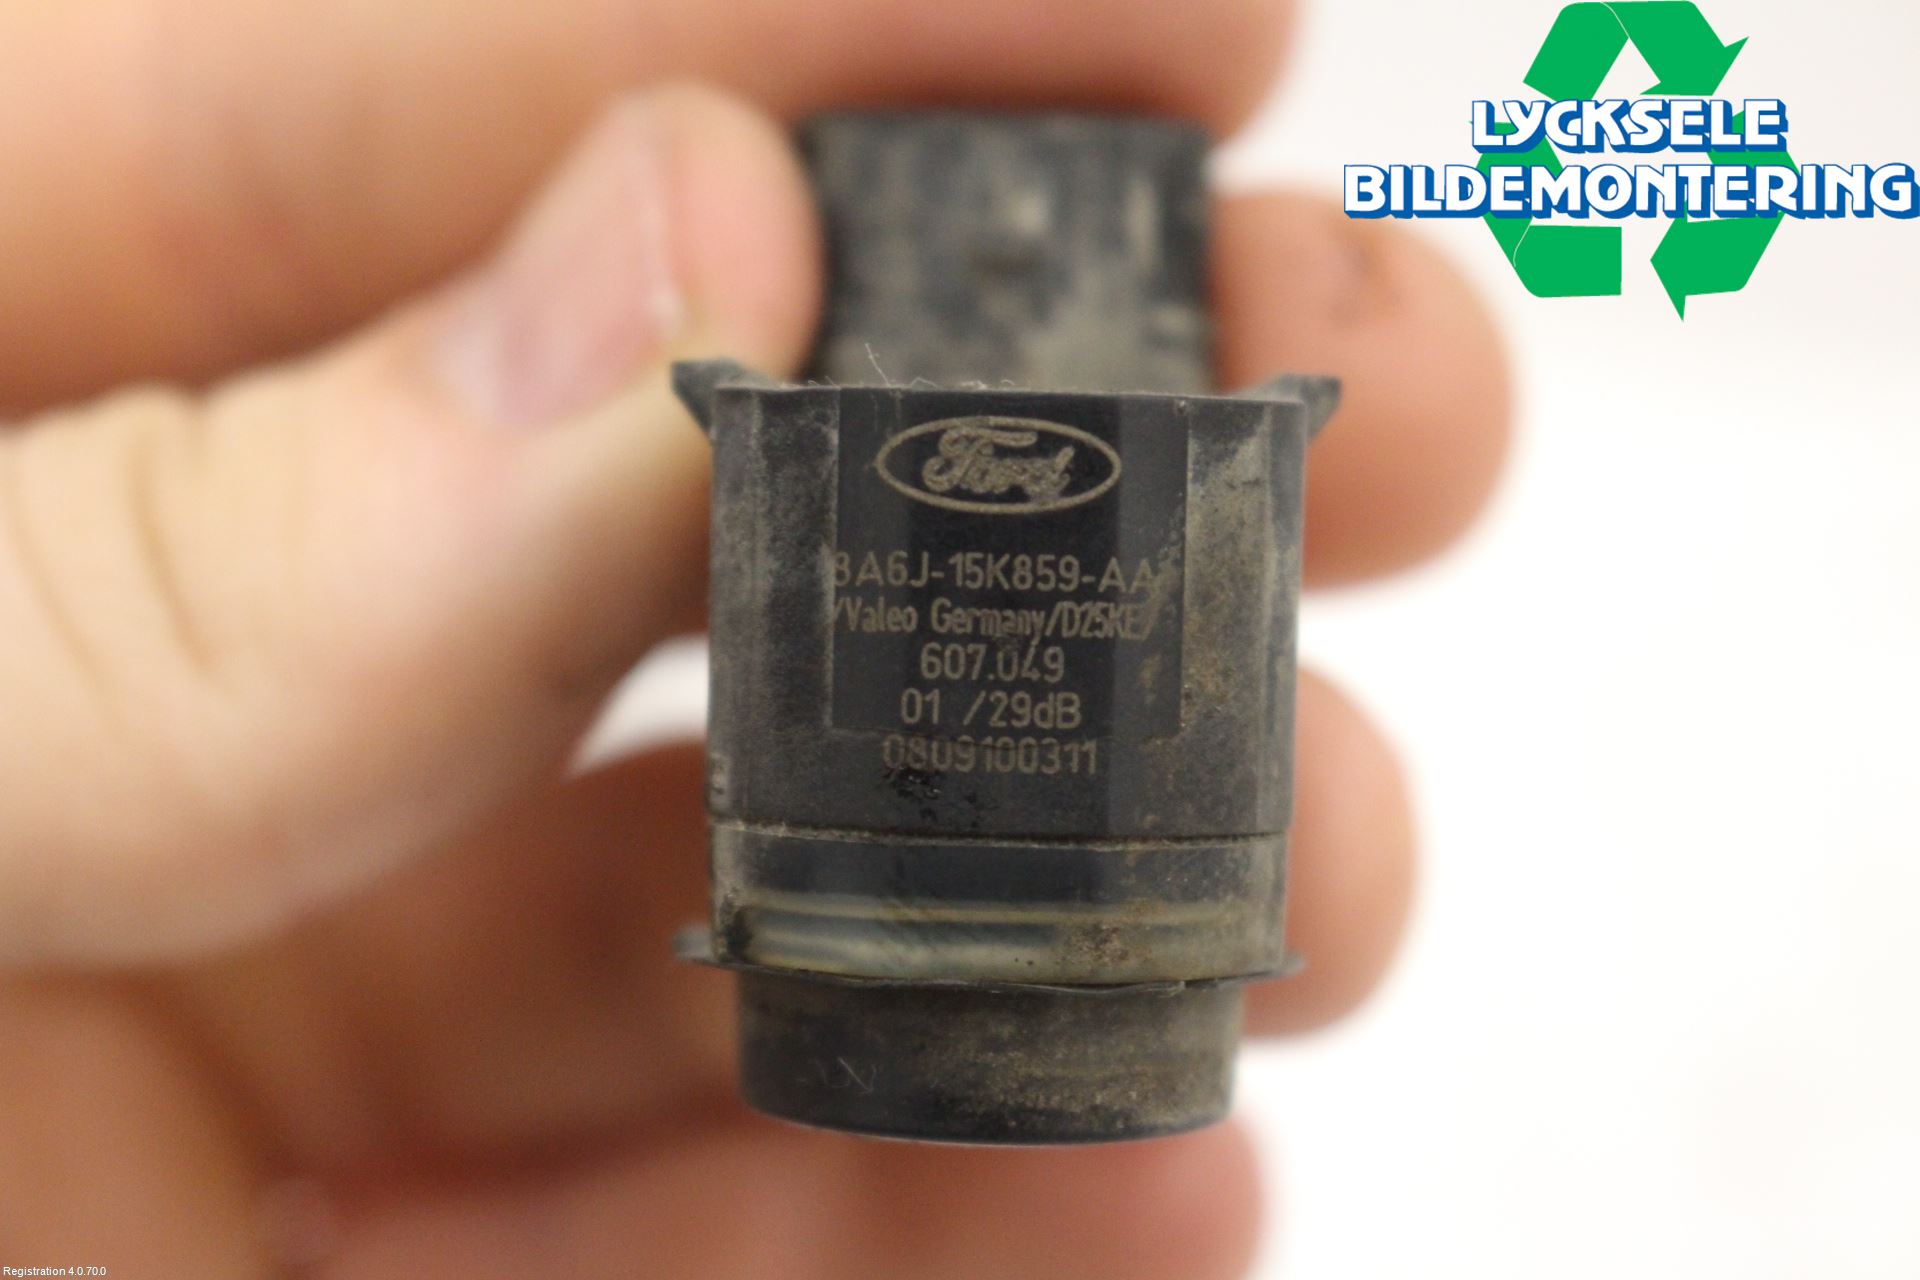 LYCKSELE
BILDEMONTERING
Ford
8A6J-15K859-AA
/Valeo Germany/D25KE/
607.049
01 /29dB
0809100311
Registration 4.0.70.0